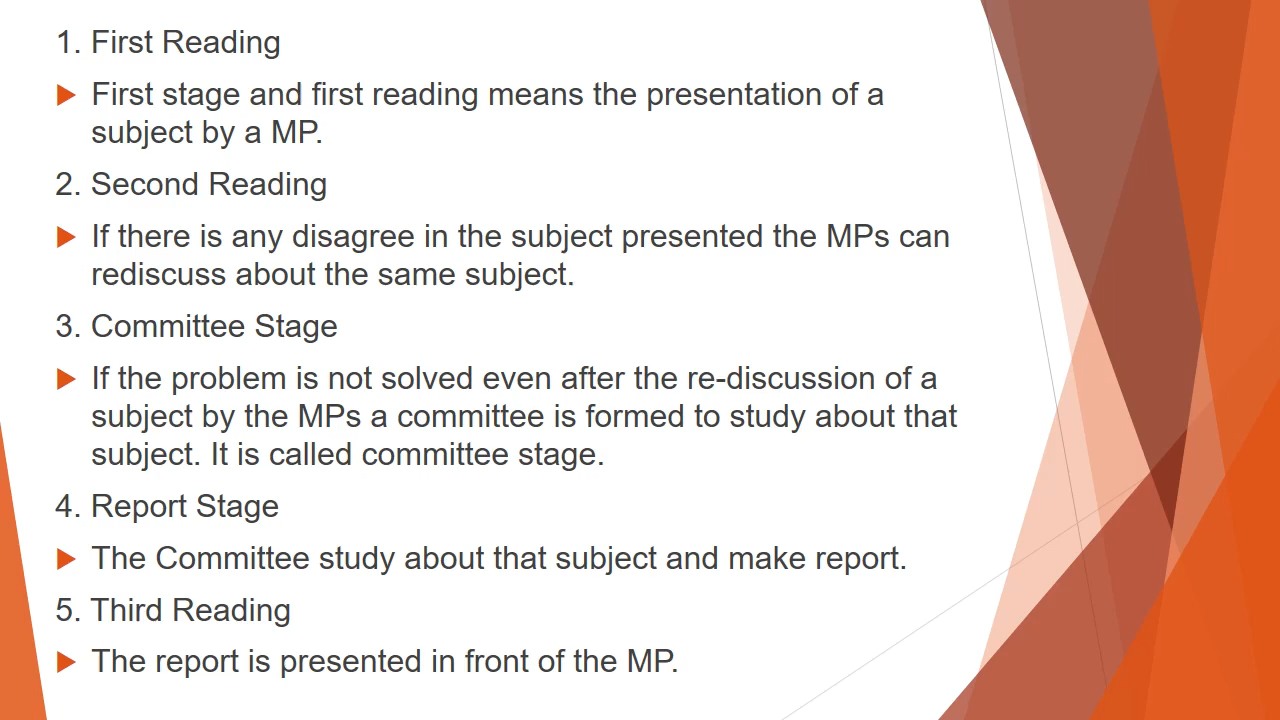 1. First Reading
First stage and first reading means the presentation of a
subject by a MP.
2. Second Reading
If there is any disagree in the subject presented the MPs can
rediscuss about the same subject.
3. Committee Stage
If the problem is not solved even after the re-discussion of a
subject by the MPs a committee is formed to study about that
subject. It is called committee stage.
4. Report Stage
The Committee study about that subject and make report.
5. Third Reading
The report is presented in front of the MP.